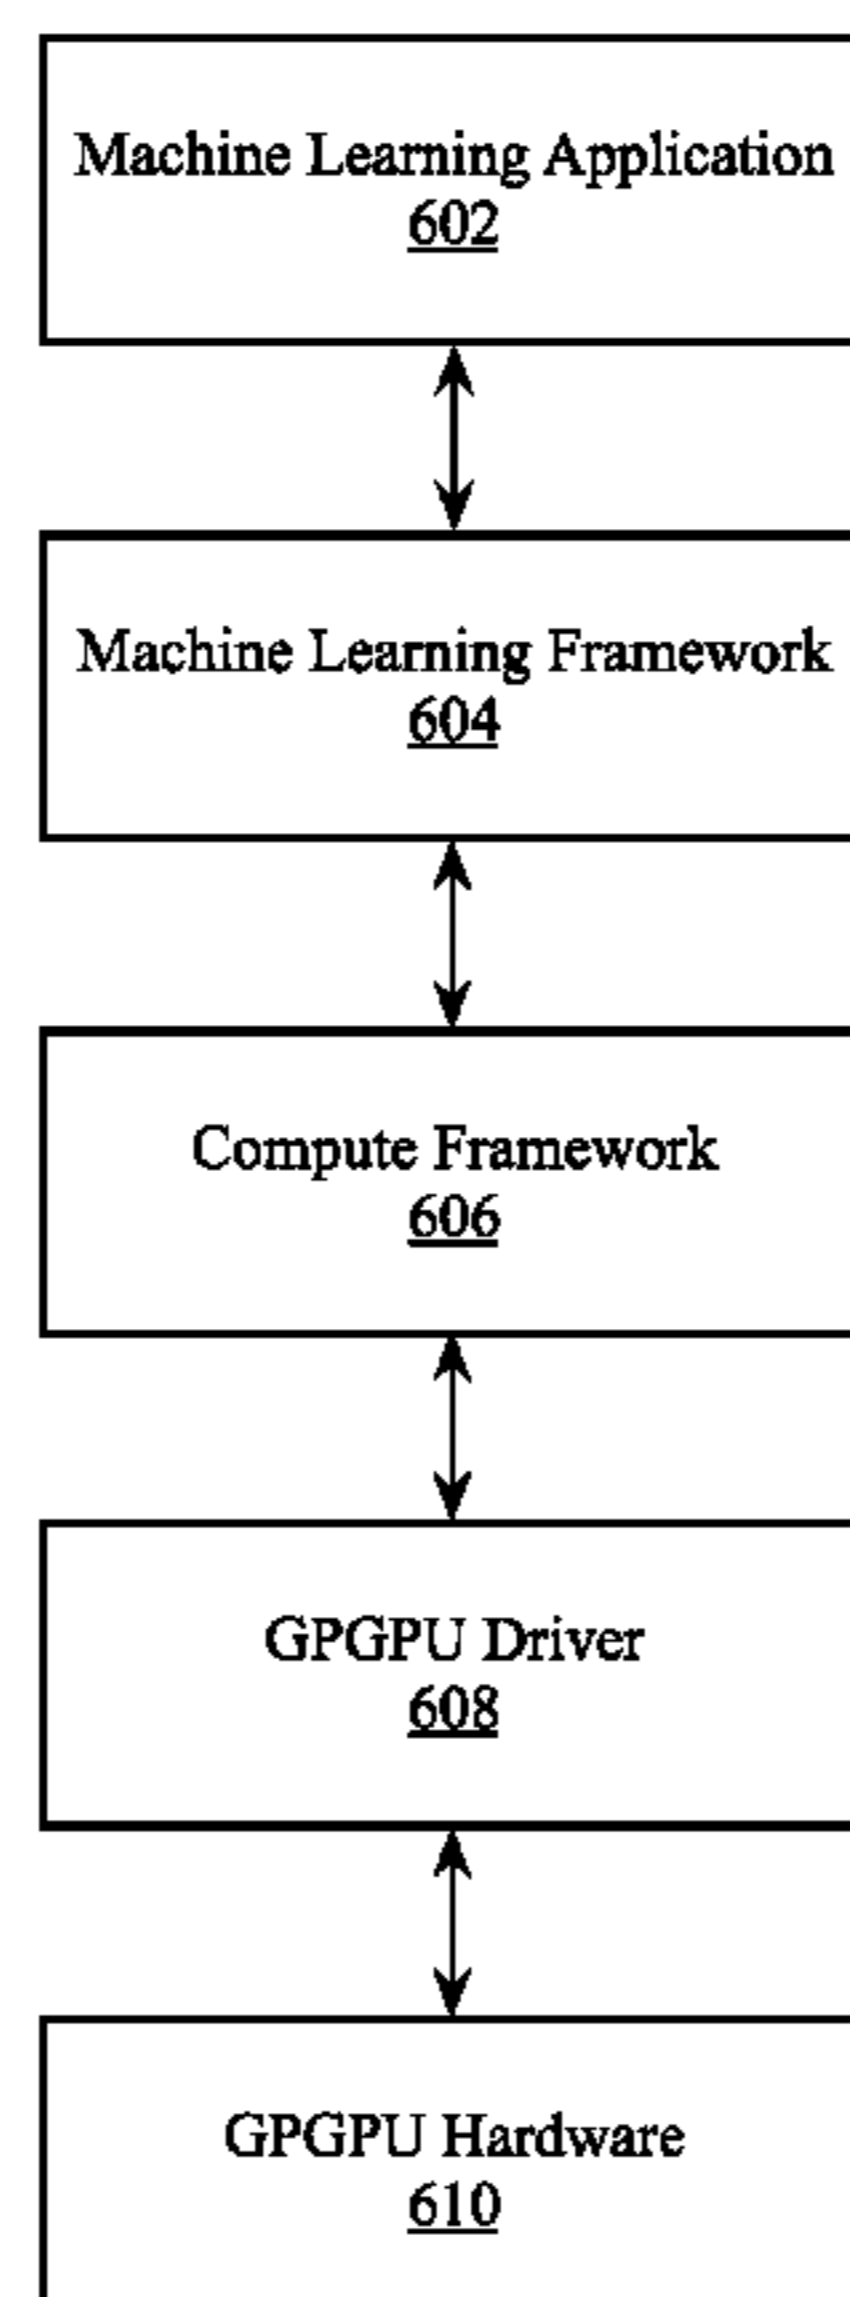 Machine Learning Application
602
Machine Learning Framework
604
Compute Framework
606
GPGPU Driver
608
GPGPU Hardware
610